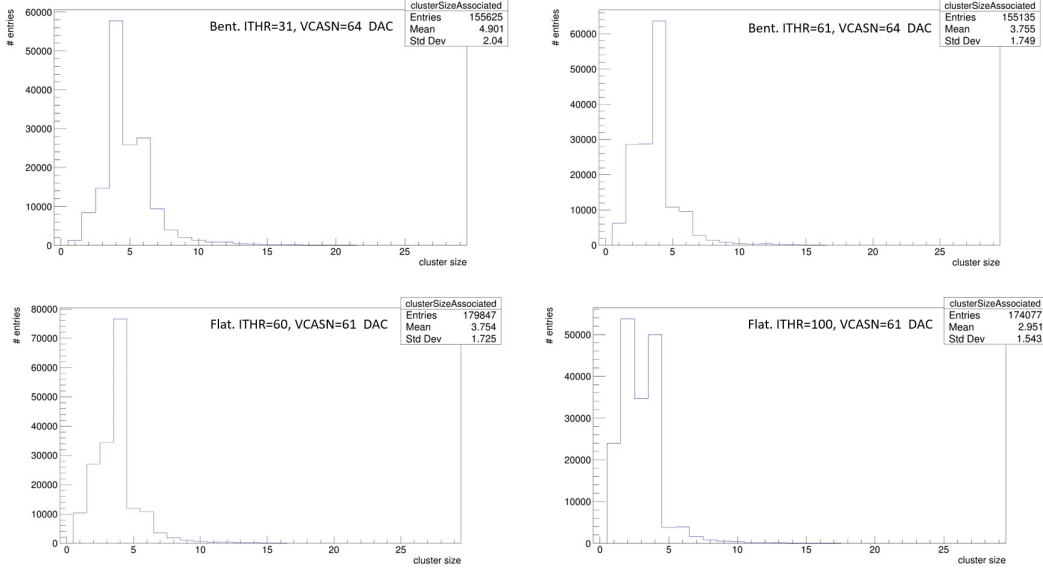 clusterSizeAssociated
Entries 155625
Mean 4.901
Std Dev 2.04
Bent. ITHR=31, VCASN=64 DAC
# entries
60000
50000
40000
30000
20000
10000
0
0 5 10 15 20 25
cluster size
clusterSizeAssociated
Entries 155135
Mean 3.755
Std Dev 1.749
Bent. ITHR=61, VCASN=64 DAC
# entries
60000
50000
40000
30000
20000
10000
0
0 5 10 15 20 25
cluster size
clusterSizeAssociated
Entries 179847
Mean 3.754
Std Dev 1.725
Flat. ITHR=60, VCASN=61 DAC
# entries
80000
70000
60000
50000
40000
30000
20000
10000
0
0 5 10 15 20 25
cluster size
clusterSizeAssociated
Entries 174077
Mean 2.951
Std Dev 1.543
Flat. ITHR=100, VCASN=61 DAC
# entries
50000
40000
30000
20000
10000
0
0 5 10 15 20 25
cluster size